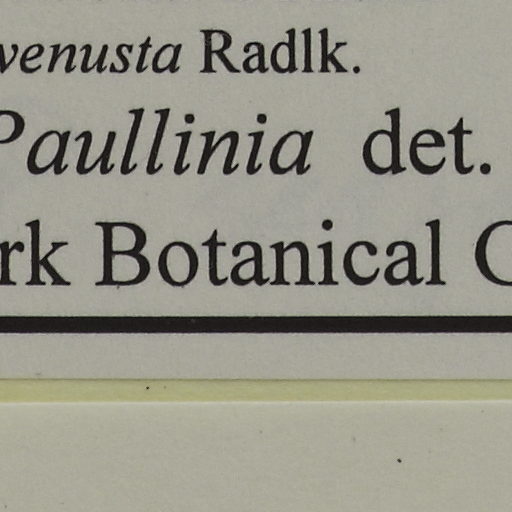 venusta Radlk.
Paullinia det.
rk Botanical